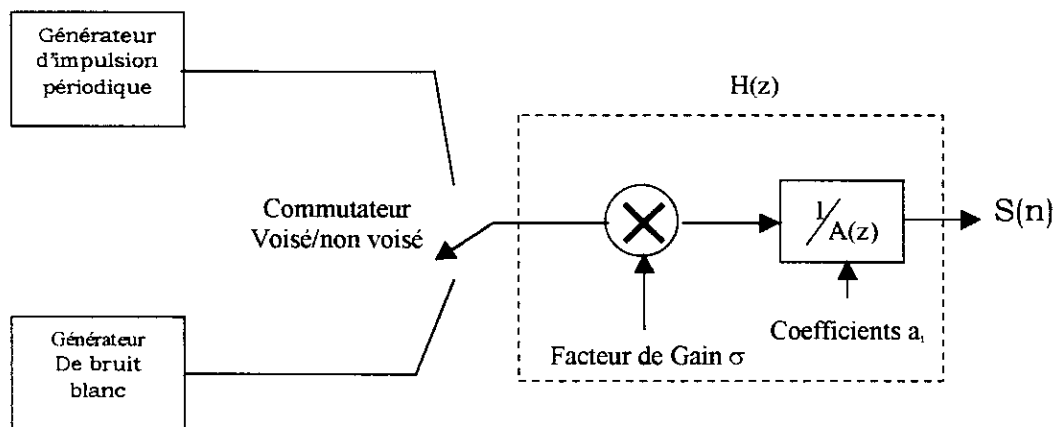 Générateur
d'impulsion
périodique
H(z)
Commutateur
Voisé/non voisé
1/A(z)
S(n)
Facteur de Gain σ
Coefficients aᵢ
Générateur
De bruit
blanc